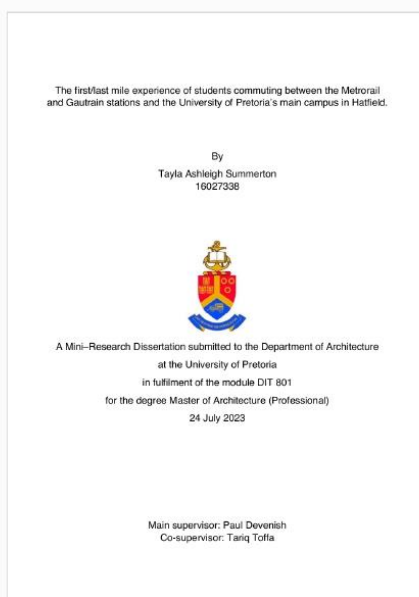 The first/last mile experience of students commuting between the Metrorail
and Gautrain stations and the University of Pretoria's main campus in Hatfield.
By
Tayla Ashleigh Summerton
16027338
A Mini–Research Dissertation submitted to the Department of Architecture
at the University of Pretoria
in fulfilment of the module DIT 801
for the degree Master of Architecture (Professional)
24 July 2023
Main supervisor: Paul Devenish
Co-supervisor: Tariq Toffa